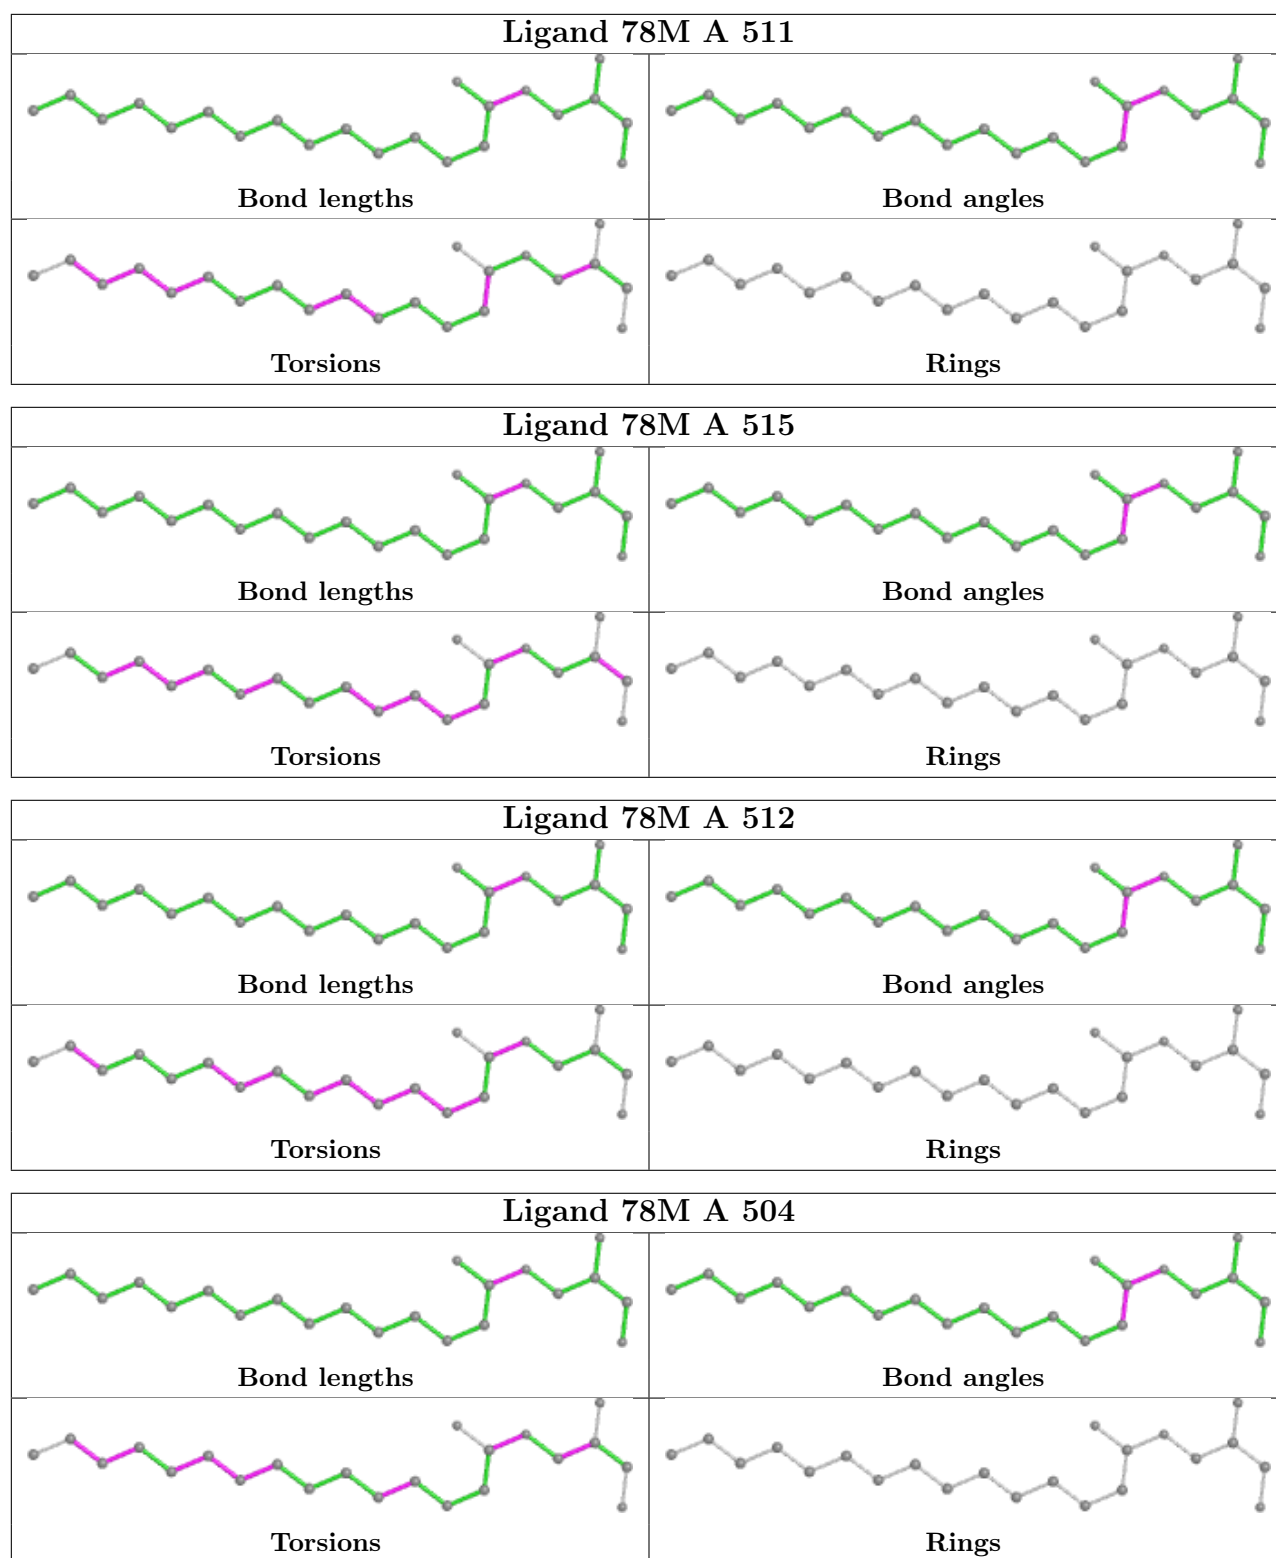 Ligand 78M A 511
Bond lengths Bond angles
Torsions Rings
Ligand 78M A 515
Bond lengths Bond angles
Torsions Rings
Ligand 78M A 512
Bond lengths Bond angles
Torsions Rings
Ligand 78M A 504
Bond lengths Bond angles
Torsions Rings